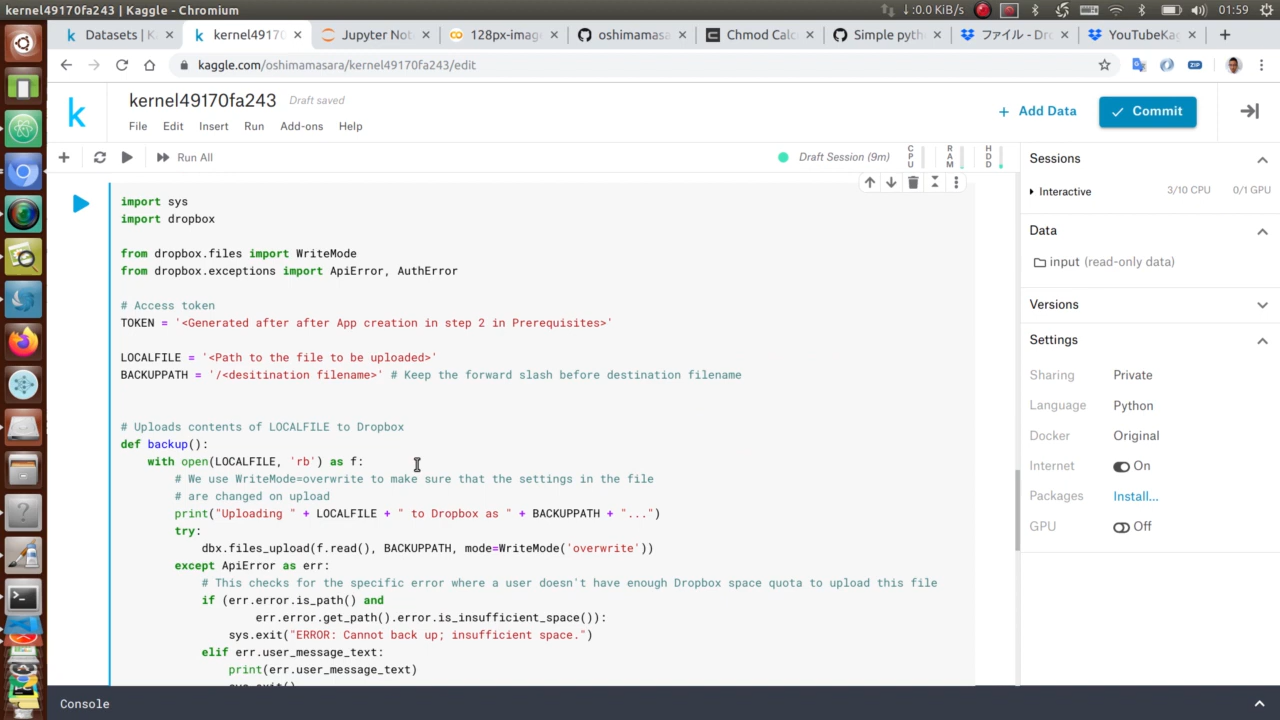 kernel49170fa243 | Kaggle - Chromium
↓:0.0 KiB/s
01:59
Datasets | K
kernel4917
Jupyter Not
128px-imag
oshimamasa
Chmod Calc
Simple pyth
ファイル - Dro
YouTubeKag
kaggle.com/oshimamasara/kernel49170fa243/edit
ZIP
k
kernel49170fa243
Draft saved
File Edit Insert Run Add-ons Help
+ Add Data
Commit
Run All
Draft Session (9m)
CPU
RAM
HDD
import sys
import dropbox
from dropbox.files import WriteMode
from dropbox.exceptions import ApiError, AuthError
# Access token
TOKEN = '<Generated after after App creation in step 2 in Prerequisites>'
LOCALFILE = '<Path to the file to be uploaded>'
BACKUPPATH = '/<desitination filename>' # Keep the forward slash before destination filename
# Uploads contents of LOCALFILE to Dropbox
def backup():
with open(LOCALFILE, 'rb') as f:
# We use WriteMode=overwrite to make sure that the settings in the file
# are changed on upload
print("Uploading " + LOCALFILE + " to Dropbox as " + BACKUPPATH + "...")
try:
dbx.files_upload(f.read(), BACKUPPATH, mode=WriteMode('overwrite'))
except ApiError as err:
# This checks for the specific error where a user doesn't have enough Dropbox space quota to upload this file
if (err.error.is_path() and
err.error.get_path().error.is_insufficient_space()):
sys.exit("ERROR: Cannot back up; insufficient space.")
elif err.user_message_text:
print(err.user_message_text)
sys.exit()
Sessions
Interactive 3/10 CPU 0/1 GPU
Data
input (read-only data)
Versions
Settings
Sharing Private
Language Python
Docker Original
Internet On
Packages Install...
GPU Off
Console